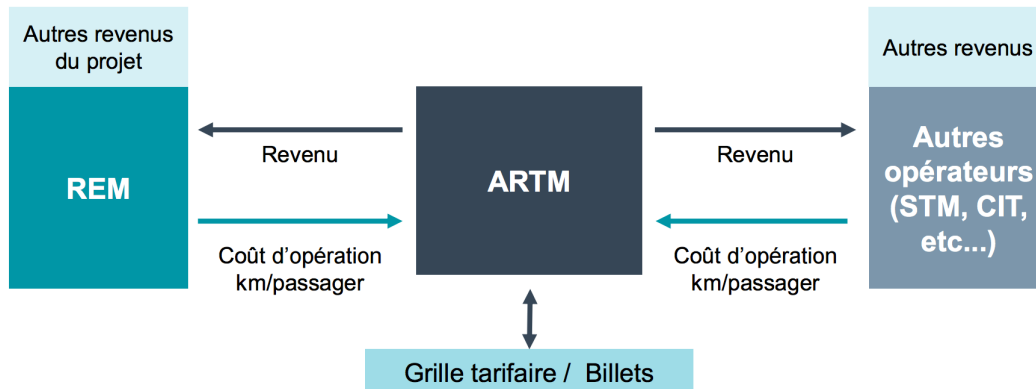 Autres revenus
du projet
REM
Revenu
Coût d’opération
km/passager
ARTM
Revenu
Coût d’opération
km/passager
Autres revenus
Autres
opérateurs
(STM, CIT,
etc...)
Grille tarifaire / Billets